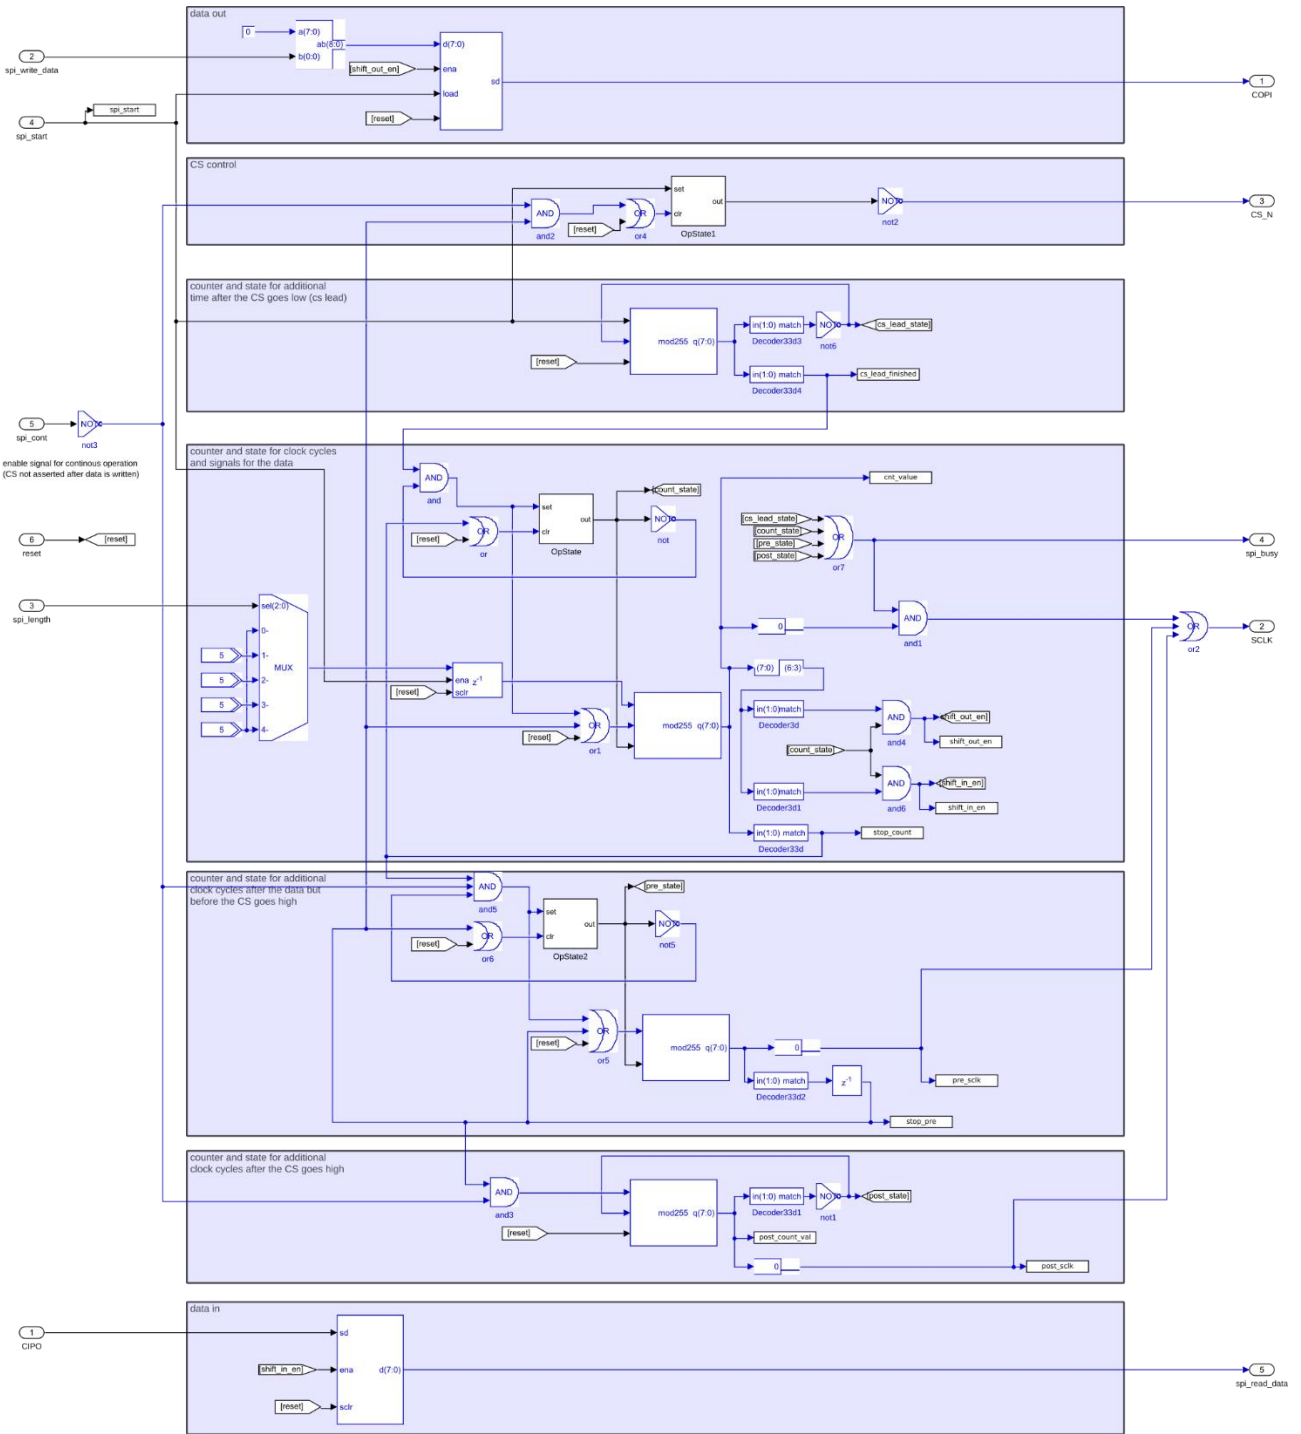 data out
0
a(7:0)
ab(8:0)
b(0:0)
2
spi_write_data
[shift_out_en]
d(7:0)
ena
load
sd
[reset]
1
COPI
spi_start
4
spi_start
CS control
AND
and2
OR
or4
[reset]
set
clr
out
OpState1
NOT
not2
3
CS_N
counter and state for additional
time after the CS goes low (cs lead)
mod255 q(7:0)
[reset]
in(1:0) match
Decoder33d3
NOT
not6
[cs_lead_state]
in(1:0) match
Decoder33d4
cs_lead_finished
5
spi_cont
NOT
not3
enable signal for continous operation
(CS not asserted after data is written)
counter and state for clock cycles
and signals for the data
AND
and
OR
or
[reset]
set
clr
out
OpState
[count_state]
NOT
not
cnt_value
[cs_lead_state]
[count_state]
[pre_state]
[post_state]
OR
or7
4
spi_busy
6
reset
[reset]
3
spi_length
sel(2:0)
0-
1-
2-
3-
4-
MUX
5
5
5
5
ena z-1
sclr
[reset]
OR
or1
[reset]
mod255 q(7:0)
0
AND
and1
OR
or2
2
SCLK
(7:0)
(6:3)
in(1:0)match
Decoder3d
AND
and4
[shift_out_en]
shift_out_en
[count_state]
in(1:0)match
Decoder3d1
AND
and6
[shift_in_en]
shift_in_en
in(1:0) match
Decoder33d
stop_count
counter and state for additional
clock cycles after the data but
before the CS goes high
AND
and5
OR
or6
[reset]
set
clr
out
OpState2
[pre_state]
NOT
not5
OR
or5
[reset]
mod255 q(7:0)
0
in(1:0) match
Decoder33d2
z-1
pre_sclk
stop_pre
counter and state for additional
clock cycles after the CS goes high
AND
and3
[reset]
mod255 q(7:0)
in(1:0) match
Decoder33d1
NOT
not1
[post_state]
post_count_val
0
post_sclk
data in
1
CIPO
sd
[shift_in_en]
ena
d(7:0)
[reset]
sclr
5
spi_read_data